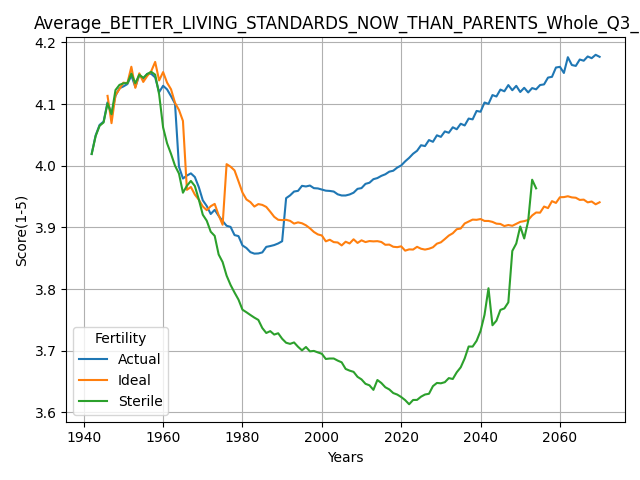 Average_BETTER_LIVING_STANDARDS_NOW_THAN_PARENTS_Whole_Q3_
4.2
4.1
4.0
3.9
3.8
3.7
3.6
Score(1-5)
Fertility
Actual
Ideal
Sterile
1940 1960 1980 2000 2020 2040 2060
Years